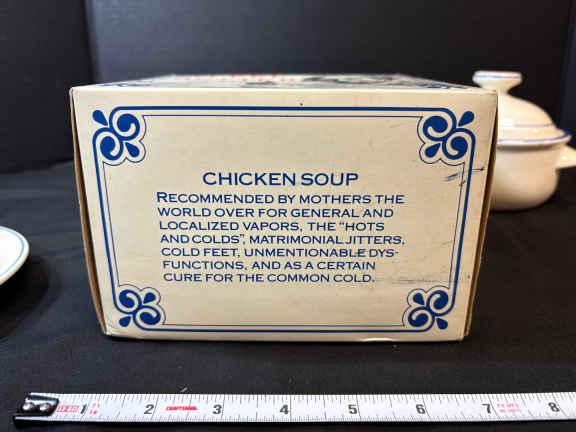 CHICKEN SOUP
RECOMMENDED BY MOTHERS THE
WORLD OVER FOR GENERAL AND
LOCALIZED VAPORS, THE "HOTS
AND COLDS", MATRIMONIAL JITTERS,
COLD FEET, UNMENTIONABLE DYS-
FUNCTIONS, AND AS A CERTAIN
CURE FOR THE COMMON COLD.
1 2 CRAFTSMAN 3 4 5 6 7 8